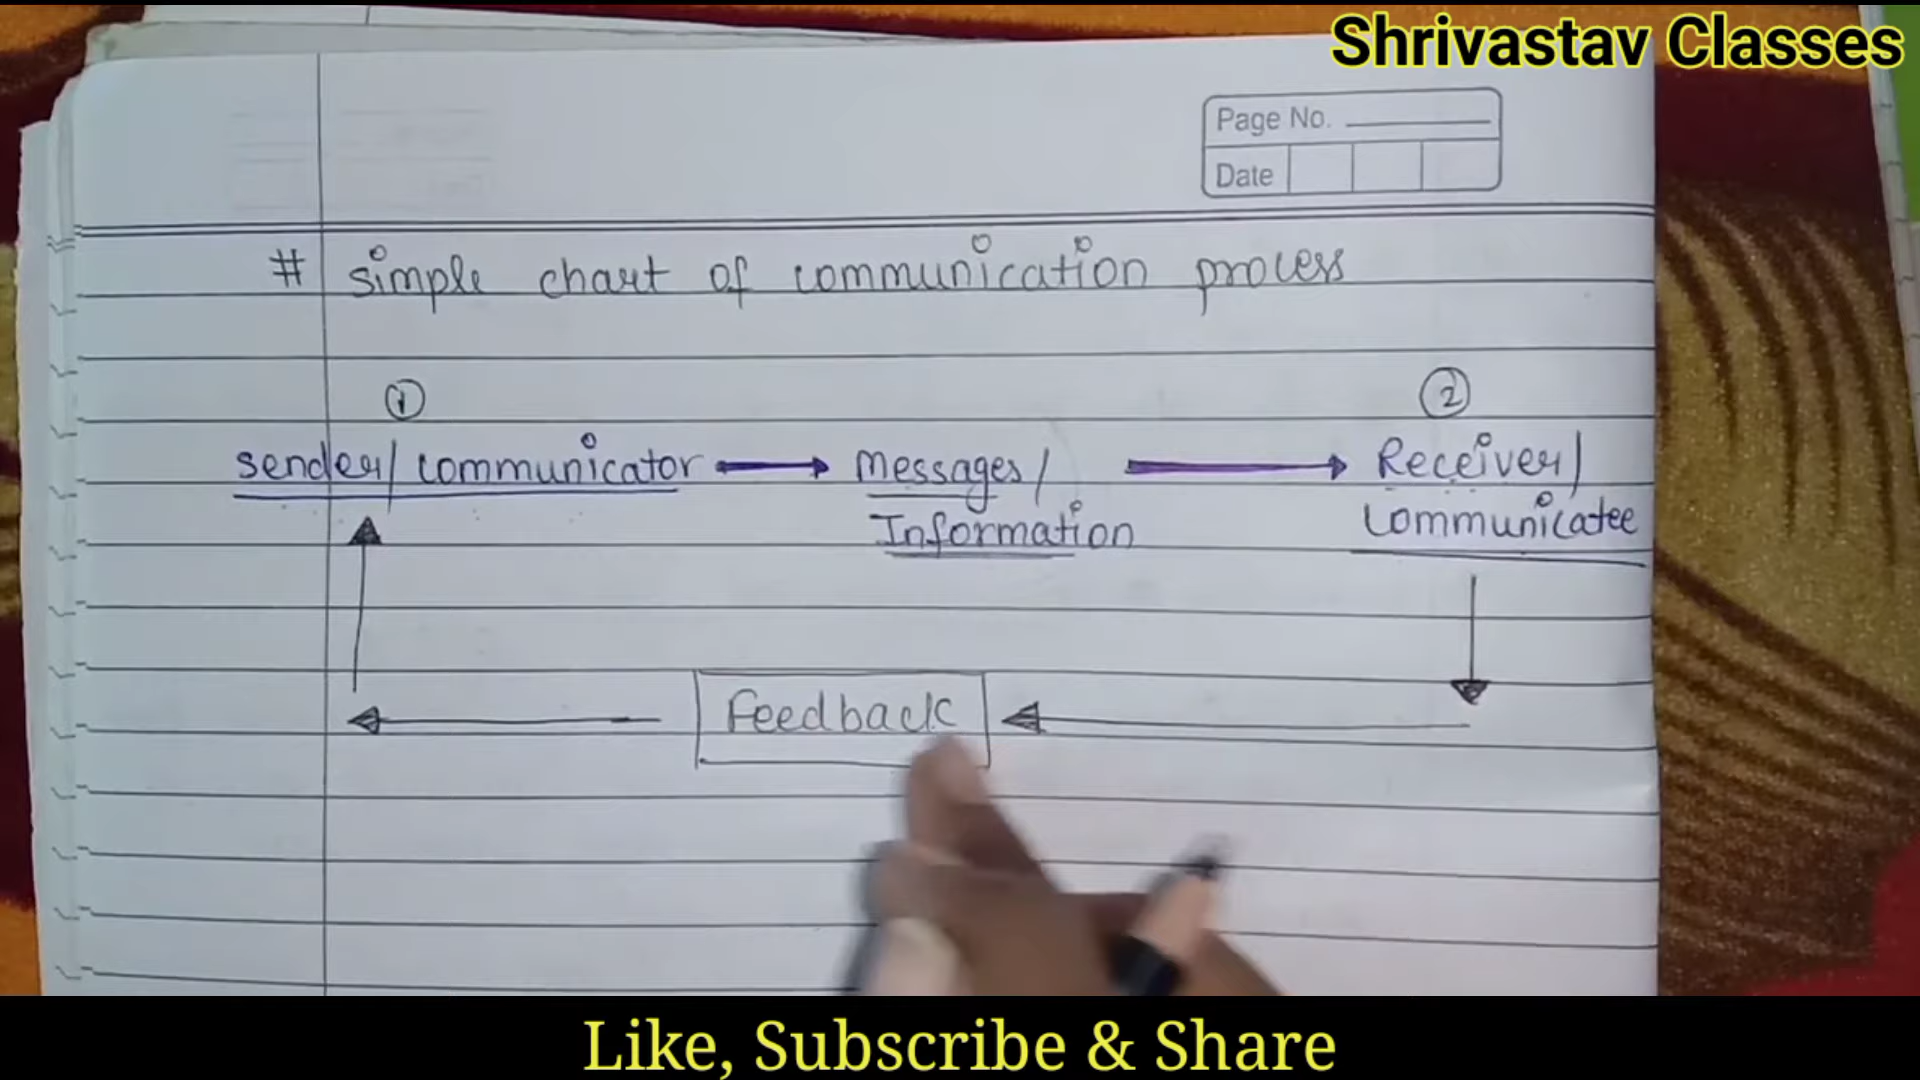 Shrivastav Classes
Page No.
Date
# simple chart of communication process
1 2
sender/communicator → Messages/ → Receiver/
Information communicatee
Feedback
Like, Subscribe & Share